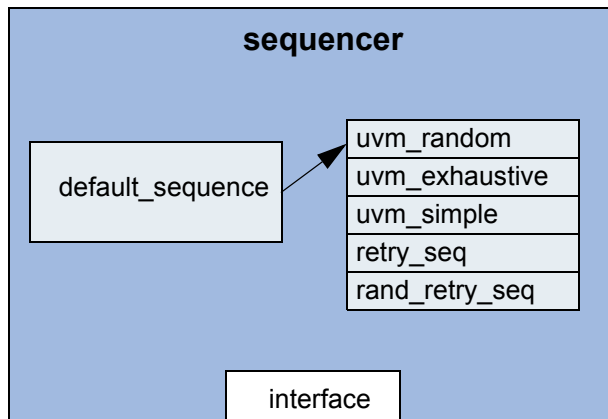 sequencer
default_sequence
uvm_random
uvm_exhaustive
uvm_simple
retry_seq
rand_retry_seq
interface